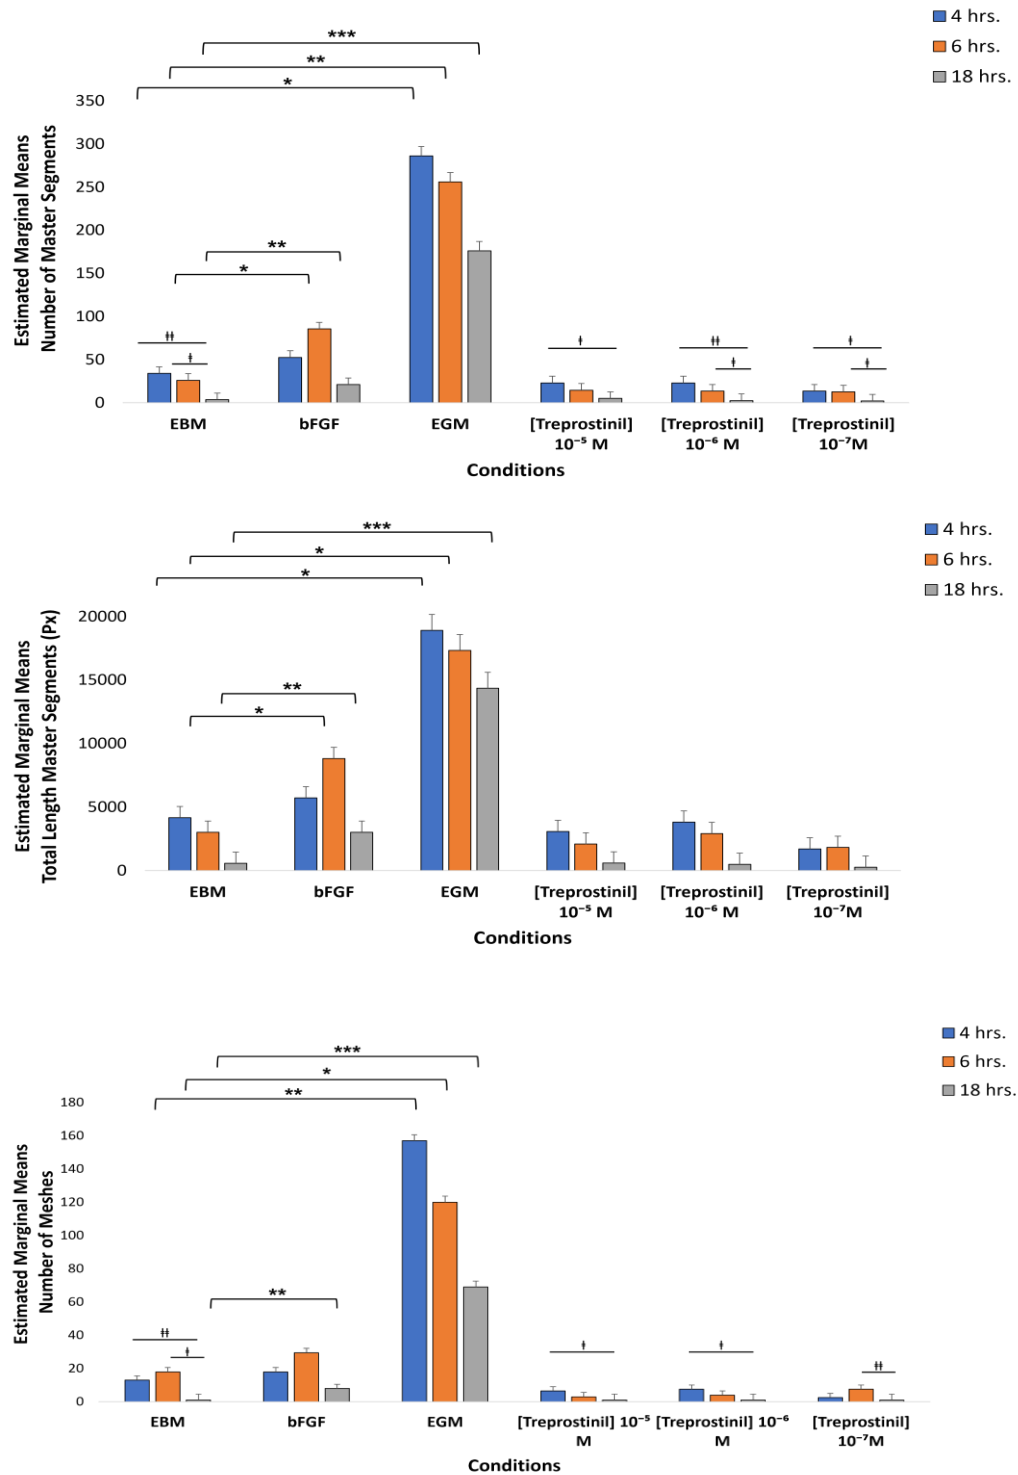 4 hrs.
6 hrs.
18 hrs.
***
**
*
**
*
ǂǂ
ǂ
ǂ
ǂǂ
ǂ
ǂ
ǂ
Estimated Marginal Means
Number of Master Segments
350
300
250
200
150
100
50
0
EBM
bFGF
EGM
[Treprostinil]
10⁻⁵ M
[Treprostinil]
10⁻⁶ M
[Treprostinil]
10⁻⁷M
Conditions
4 hrs.
6 hrs.
18 hrs.
***
*
*
**
*
Estimated Marginal Means
Total Length Master Segments (Px)
20000
15000
10000
5000
0
EBM
bFGF
EGM
[Treprostinil]
10⁻⁵ M
[Treprostinil]
10⁻⁶ M
[Treprostinil]
10⁻⁷M
Conditions
4 hrs.
6 hrs.
18 hrs.
***
*
**
**
ǂǂ
ǂ
ǂ
ǂ
ǂǂ
Estimated Marginal Means
Number of Meshes
180
160
140
120
100
80
60
40
20
0
EBM
bFGF
EGM
[Treprostinil] 10⁻⁵
M
[Treprostinil] 10⁻⁶
M
[Treprostinil]
10⁻⁷M
Conditions